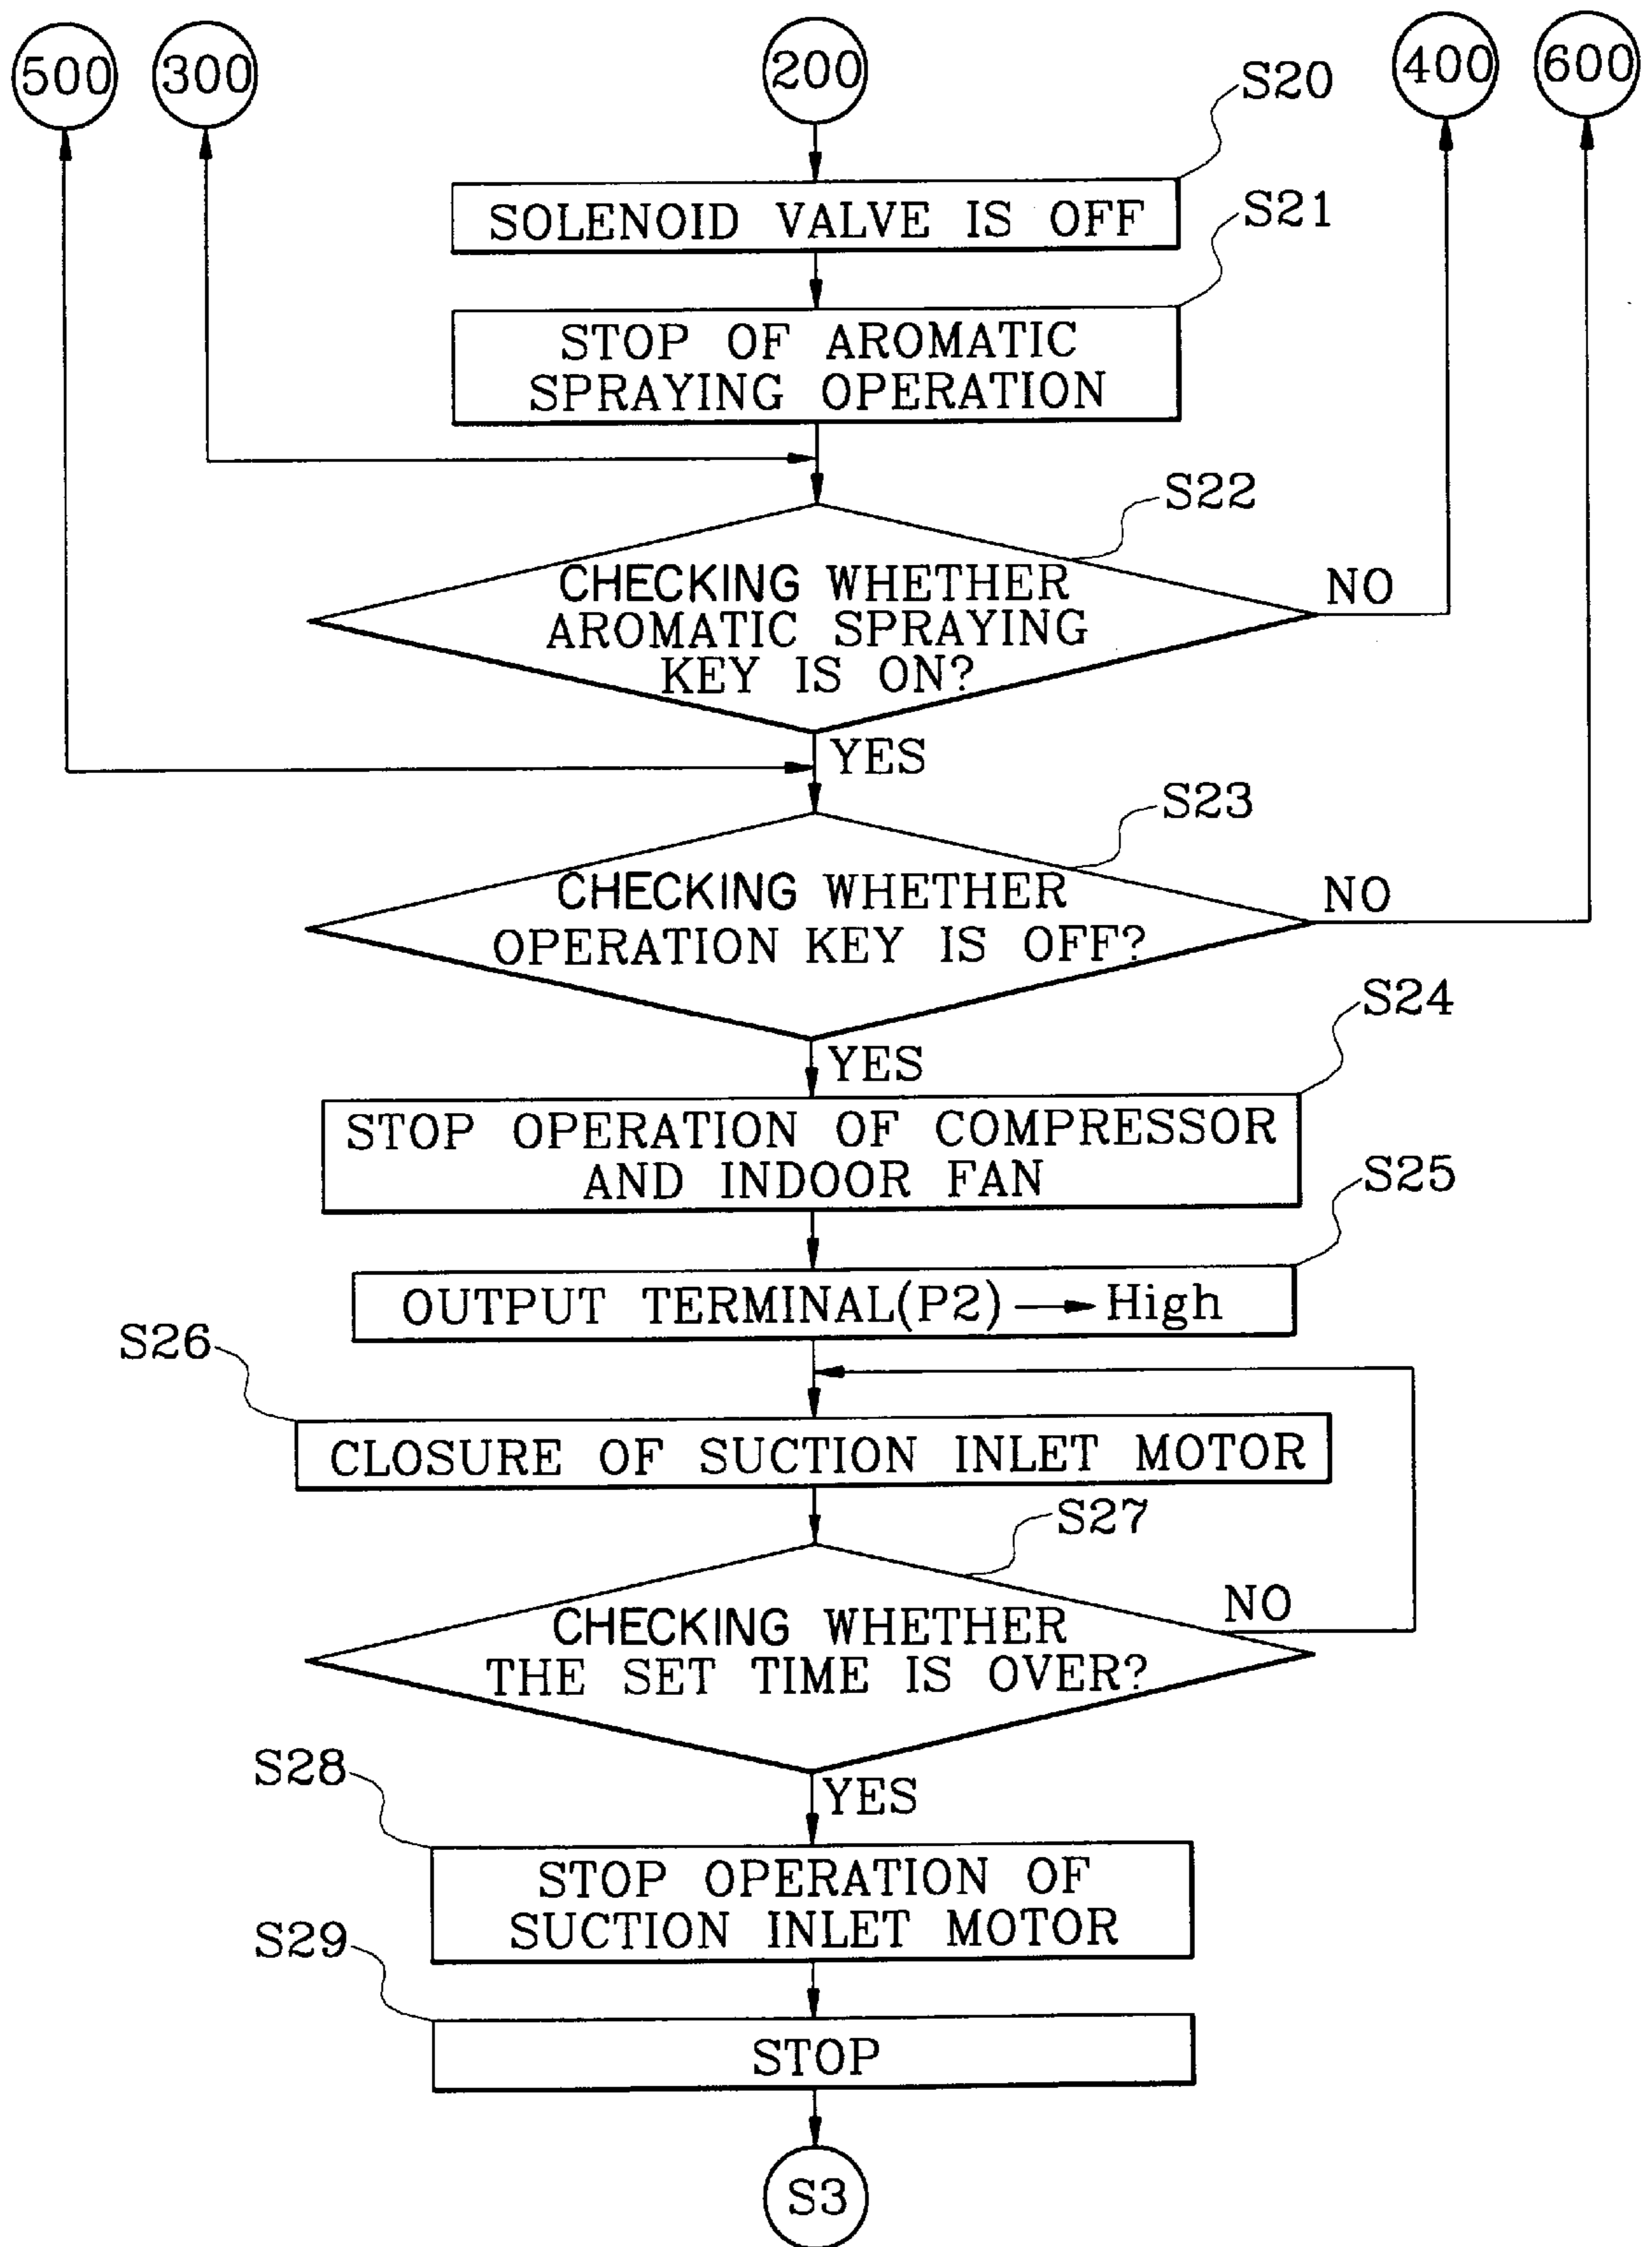 500
300
200
400
600
S20
SOLENOID VALVE IS OFF
S21
STOP OF AROMATIC
SPRAYING OPERATION
S22
CHECKING WHETHER
AROMATIC SPRAYING
KEY IS ON?
NO
YES
S23
CHECKING WHETHER
OPERATION KEY IS OFF?
NO
YES
S24
STOP OPERATION OF COMPRESSOR
AND INDOOR FAN
S25
OUTPUT TERMINAL(P2) → High
S26
CLOSURE OF SUCTION INLET MOTOR
S27
CHECKING WHETHER
THE SET TIME IS OVER?
NO
YES
S28
STOP OPERATION OF
SUCTION INLET MOTOR
S29
STOP
S3